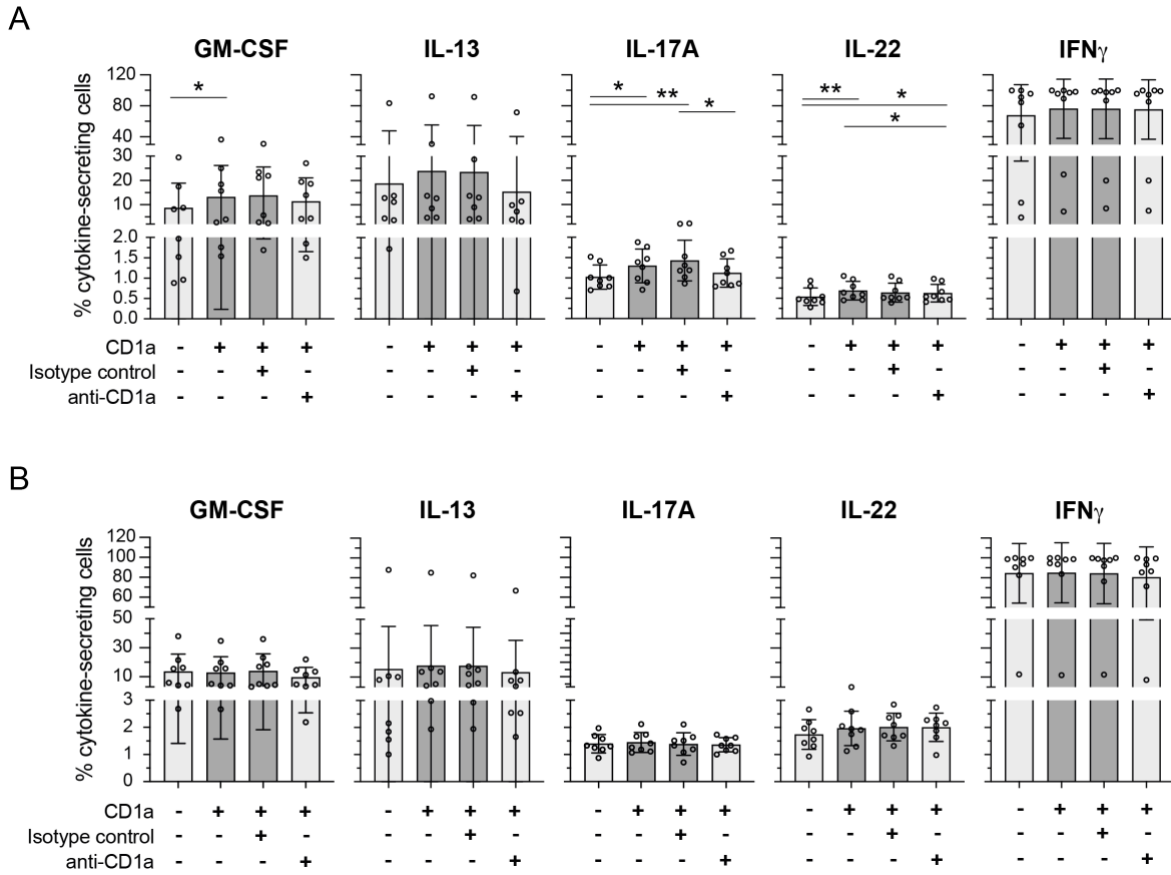 A
GM-CSF IL-13 IL-17A IL-22 IFNγ
% cytokine-secreting cells
120
80
40
30
20
10
2.0
1.5
1.0
0.5
0.0
*
* ** *
** * *
CD1a - + + + - + + + - + + + - + + + - + + +
Isotype control - - + - - - + - - - + - - - + - - - + -
anti-CD1a - - - + - - - + - - - + - - - + - - - +
B
GM-CSF IL-13 IL-17A IL-22 IFNγ
% cytokine-secreting cells
120
100
80
60
50
30
10
3
2
1
0
CD1a - + + + - + + + - + + + - + + + - + + +
Isotype control - - + - - - + - - - + - - - + - - - + -
anti-CD1a - - - + - - - + - - - + - - - + - - - +